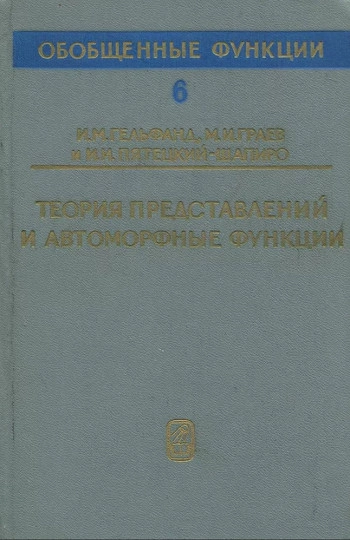 ОБОБЩЕННЫЕ ФУНКЦИИ
6
И.М.ГЕЛЬФАНД, М.И.ГРАЕВ
и И.И.ПЯТЕЦКИЙ-ШАПИРО
ТЕОРИЯ ПРЕДСТАВЛЕНИЙ
И АВТОМОРФНЫЕ ФУНКЦИИ